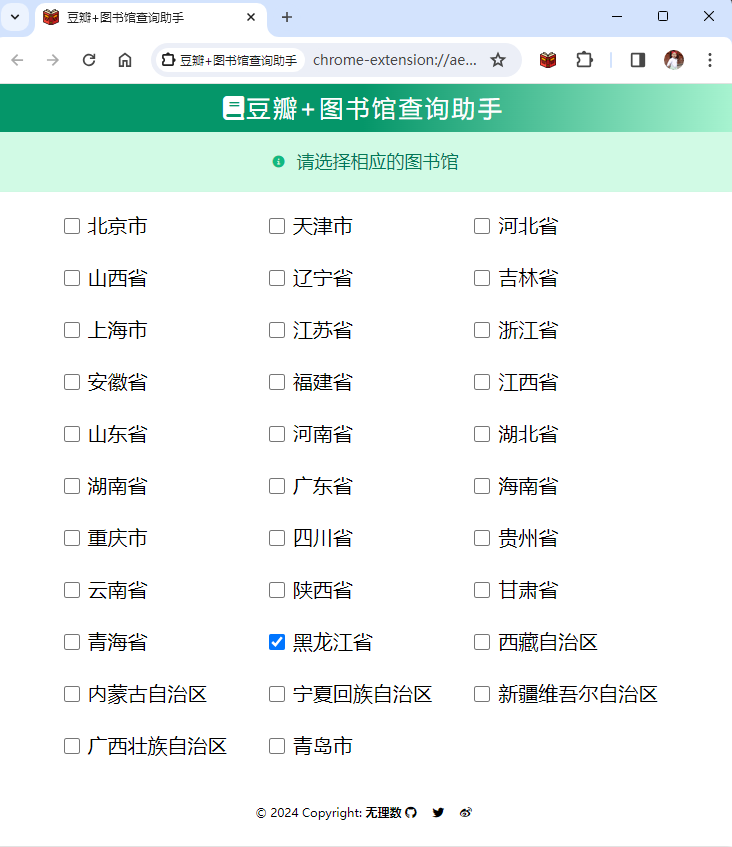 豆瓣+图书馆查询助手
豆瓣+图书馆查询助手 chrome-extension://ae...
豆瓣+图书馆查询助手
请选择相应的图书馆
北京市 天津市 河北省
山西省 辽宁省 吉林省
上海市 江苏省 浙江省
安徽省 福建省 江西省
山东省 河南省 湖北省
湖南省 广东省 海南省
重庆市 四川省 贵州省
云南省 陕西省 甘肃省
青海省 黑龙江省 西藏自治区
内蒙古自治区 宁夏回族自治区 新疆维吾尔自治区
广西壮族自治区 青岛市
© 2024 Copyright: 无理数